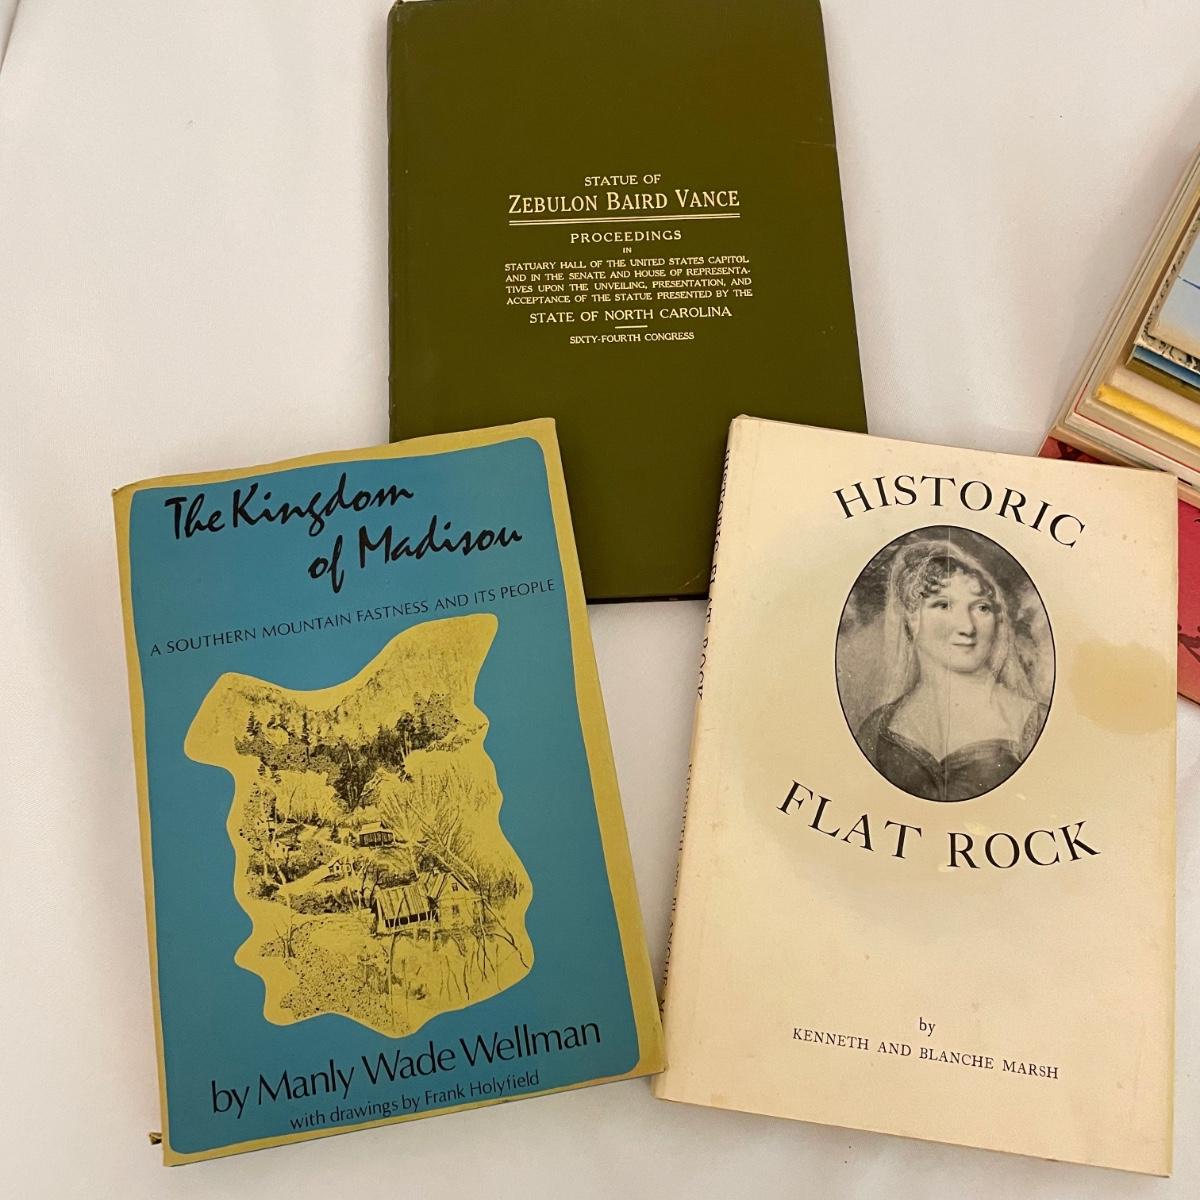 STATUE OF
ZEBULON BAIRD VANCE
PROCEEDINGS
IN
STATUARY HALL OF THE UNITED STATES CAPITOL
AND IN THE SENATE AND HOUSE OF REPRESENTA-
TIVES UPON THE UNVEILING, PRESENTATION, AND
ACCEPTANCE OF THE STATUE PRESENTED BY THE
STATE OF NORTH CAROLINA
SIXTY-FOURTH CONGRESS
The Kingdom
of Madison
A SOUTHERN MOUNTAIN FASTNESS AND ITS PEOPLE
by Manly Wade Wellman
with drawings by Frank Holyfield
HISTORIC
FLAT ROCK
by
KENNETH AND BLANCHE MARSH
HISTORIC FLAT ROCK